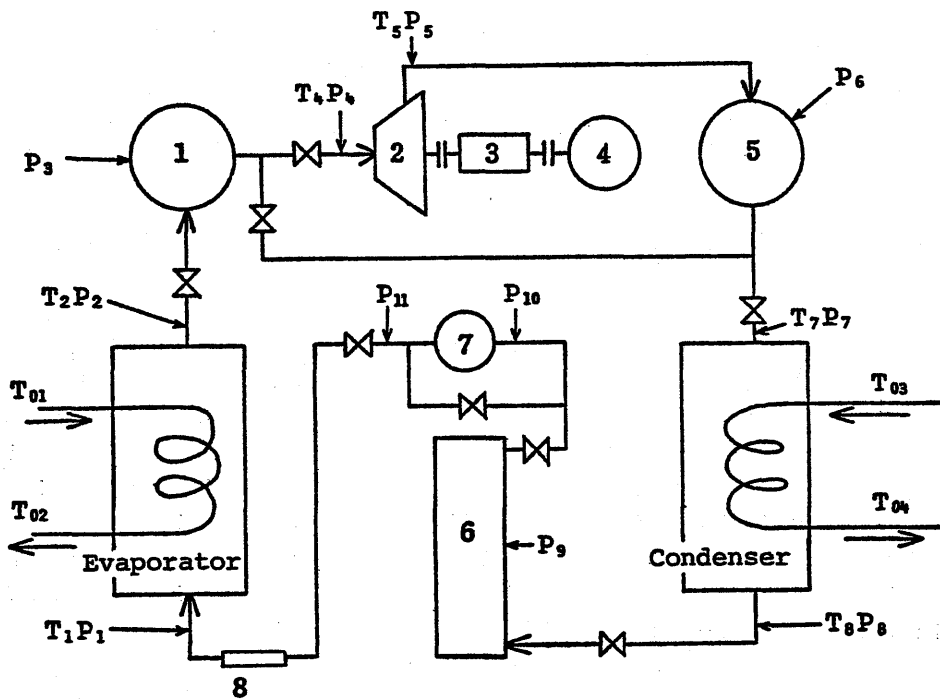 T₅P₅
T₄P₄
P₆
P₃
1
2
3
4
5
T₂P₂
P₁₁
P₁₀
T₇P₇
7
T₀₁
T₀₃
T₀₂
6
T₀₄
Evaporator
P₉
Condenser
T₁P₁
T₈P₈
8